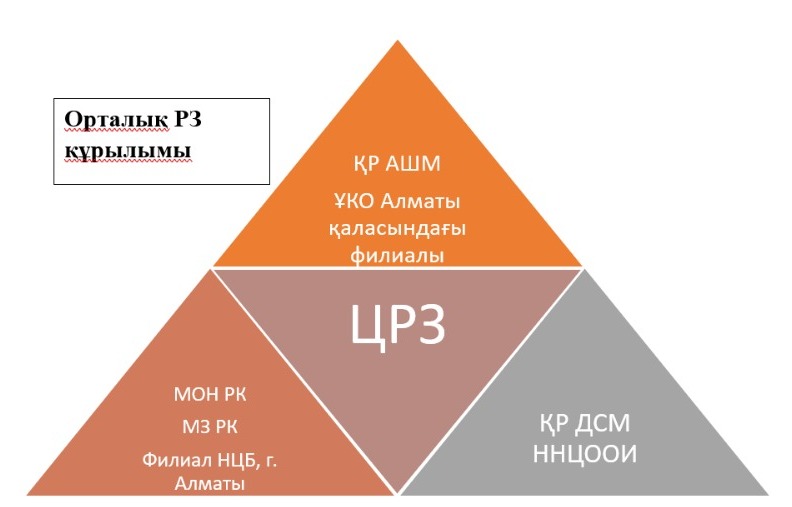 Орталық РЗ
құрылымы
ҚР АШМ
ҰКО Алматы
қаласындағы
филиалы
ЦРЗ
МОН РК
МЗ РК
Филиал НЦБ, г.
Алматы
ҚР ДСМ
ННЦООИ